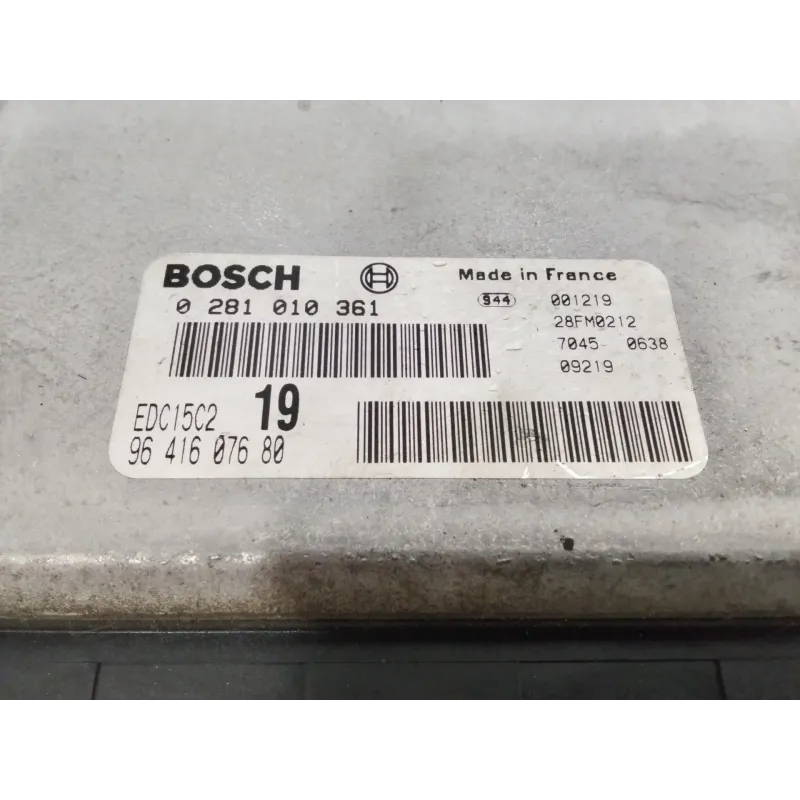 BOSCH
Made in France
0 281 010 361
S44 001219
28FM0212
7045 0638
09219
EDC15C2 19
96 416 076 80